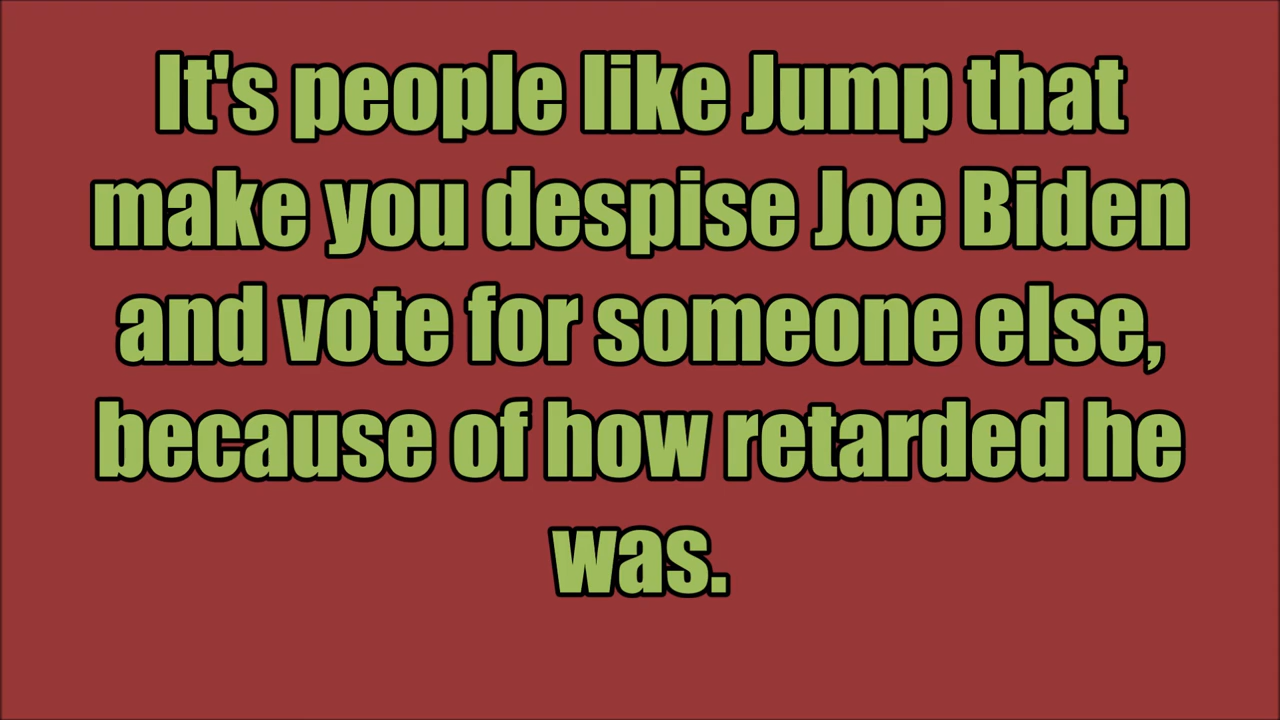 It's people like Jump that
make you despise Joe Biden
and vote for someone else,
because of how retarded he
was.